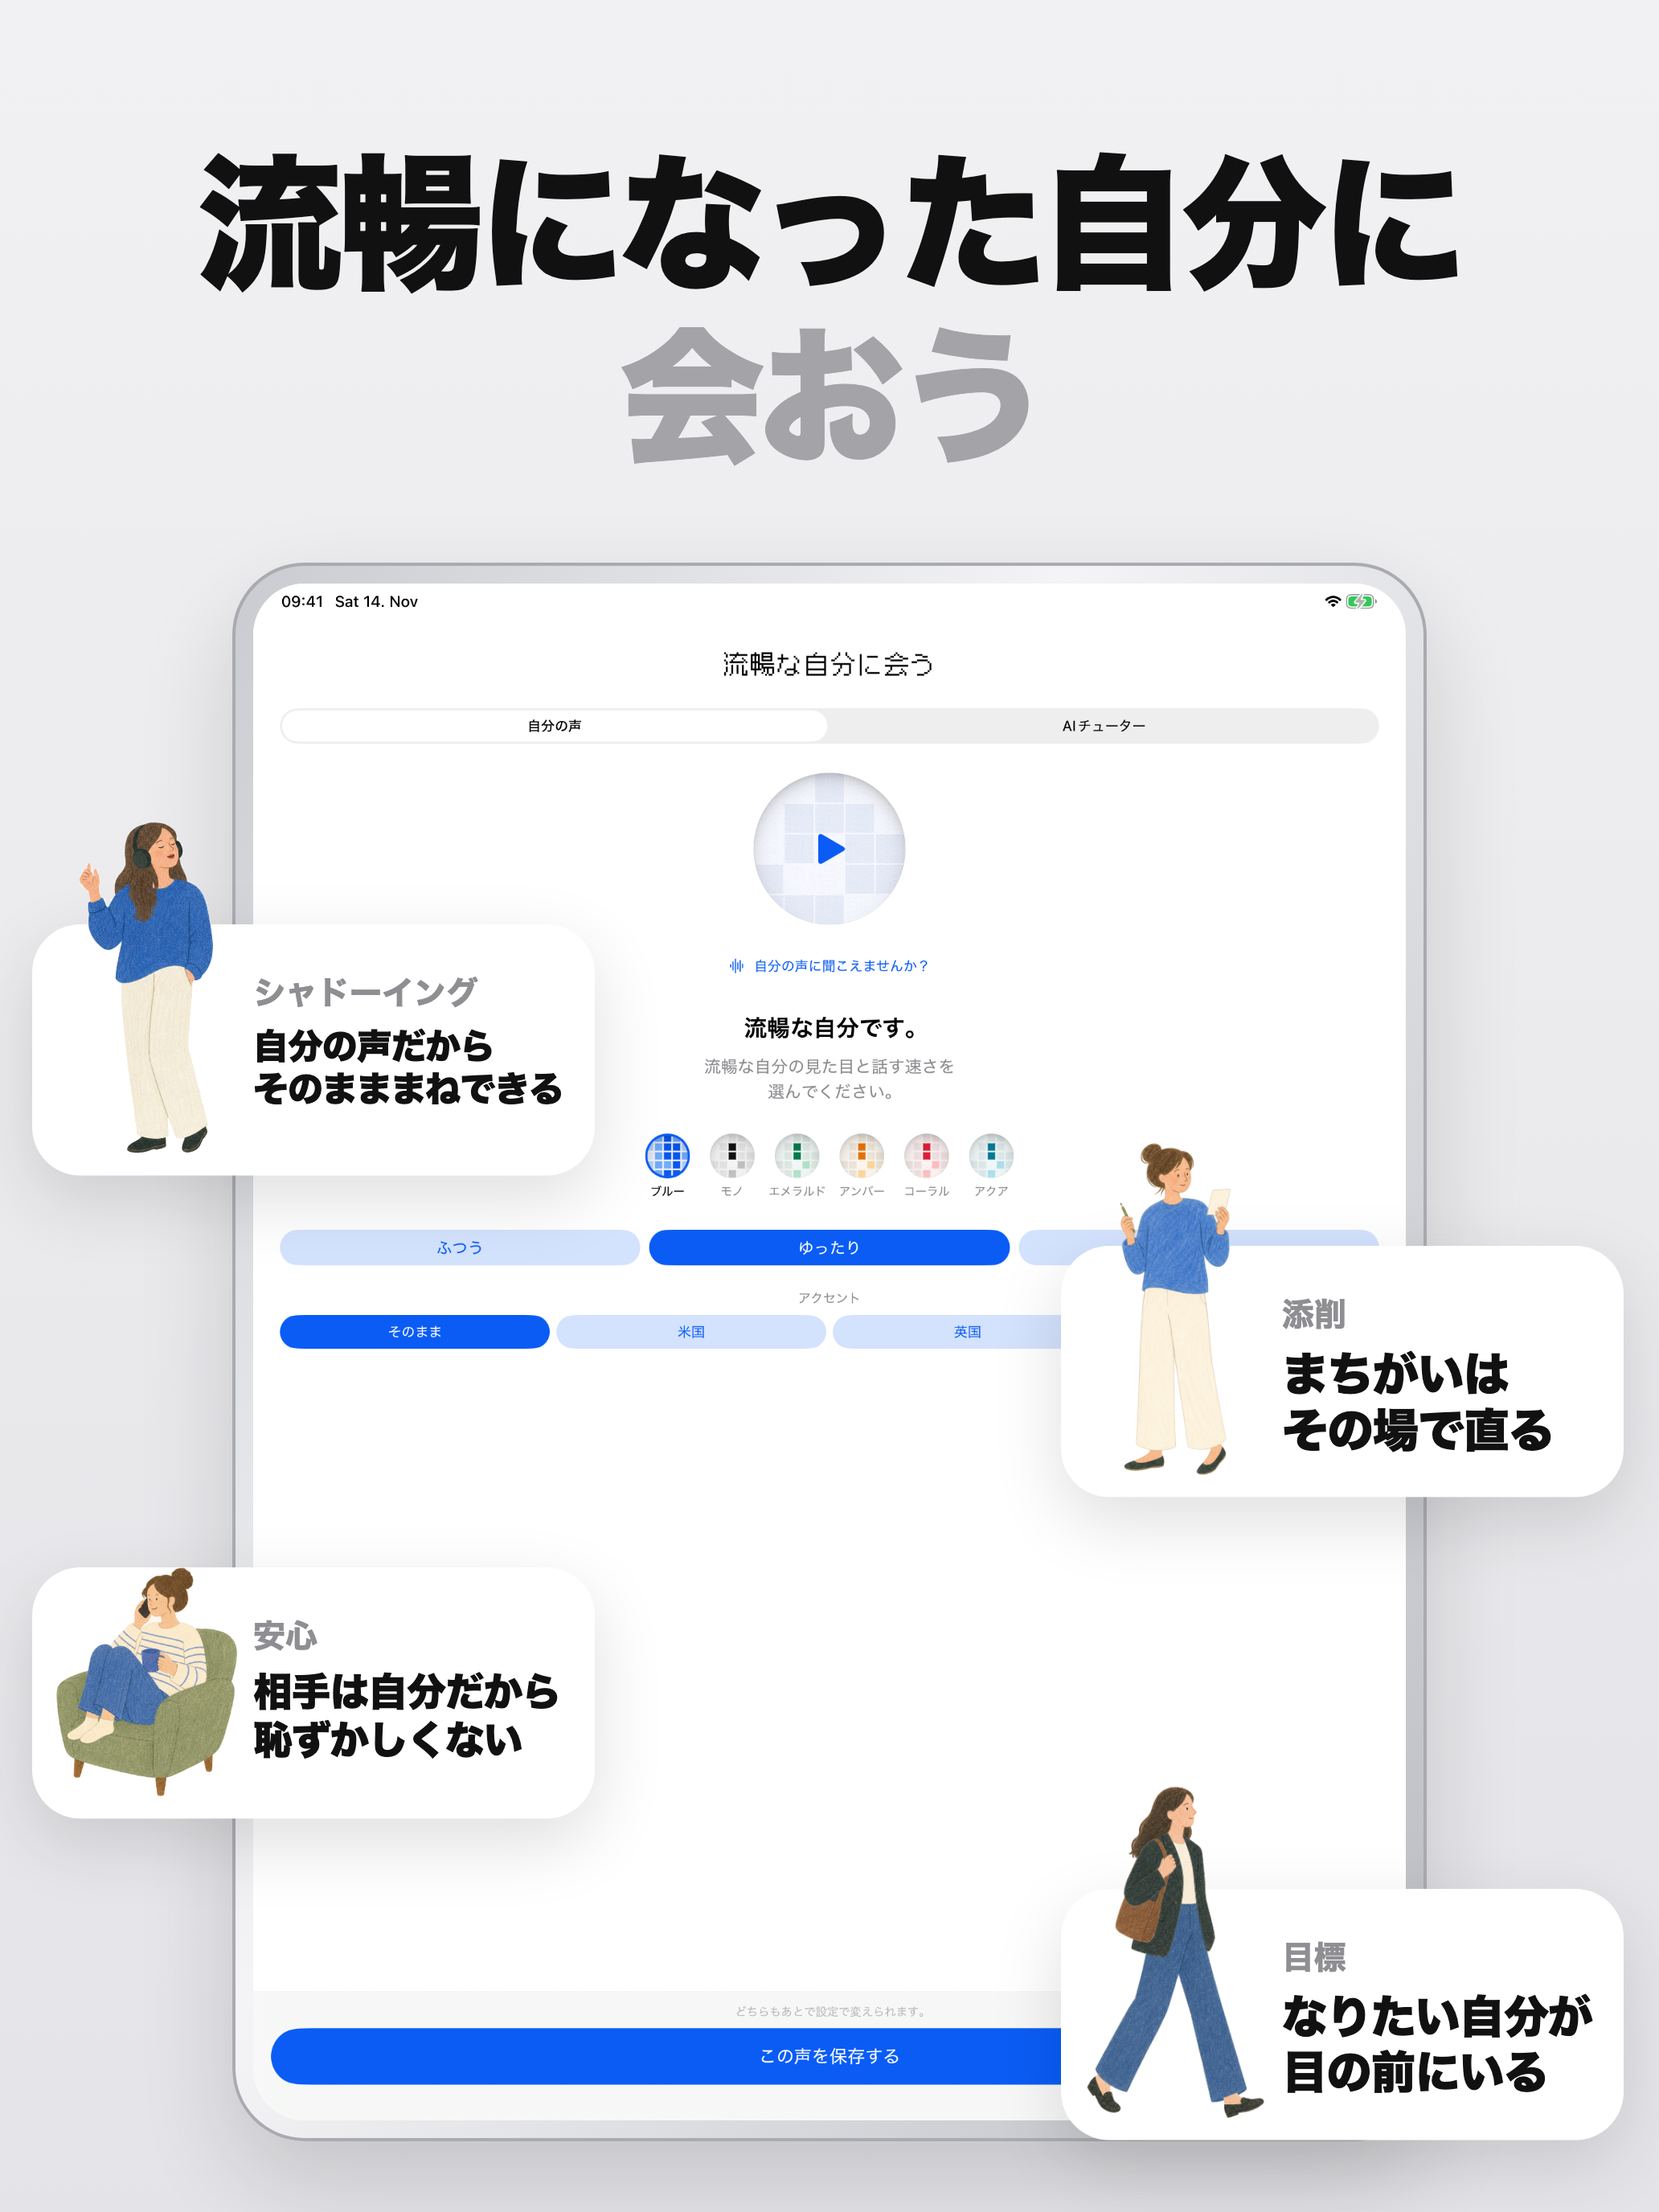 流暢になった自分に
会おう
09:41 Sat 14. Nov
流暢な自分に会う
自分の声
AIチューター
自分の声に聞こえませんか？
シャドーイング
自分の声だから
そのまままねできる
流暢な自分です。
流暢な自分の見た目と話す速さを
選んでください。
ブルー
モノ
エメラルド
アンバー
コーラル
アクア
ふつう
ゆったり
アクセント
そのまま
米国
英国
添削
まちがいは
その場で直る
安心
相手は自分だから
恥ずかしくない
目標
なりたい自分が
目の前にいる
どちらもあとで設定で変えられます。
この声を保存する